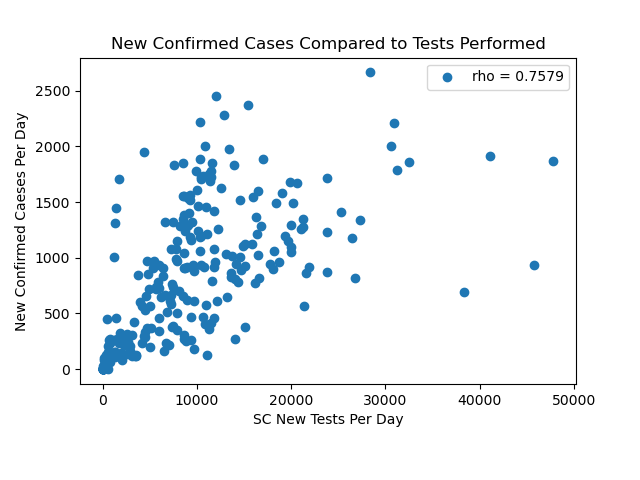 New Confirmed Cases Compared to Tests Performed
rho = 0.7579
New Confirmed Caeses Per Day
2500
2000
1500
1000
500
0
0 10000 20000 30000 40000 50000
SC New Tests Per Day